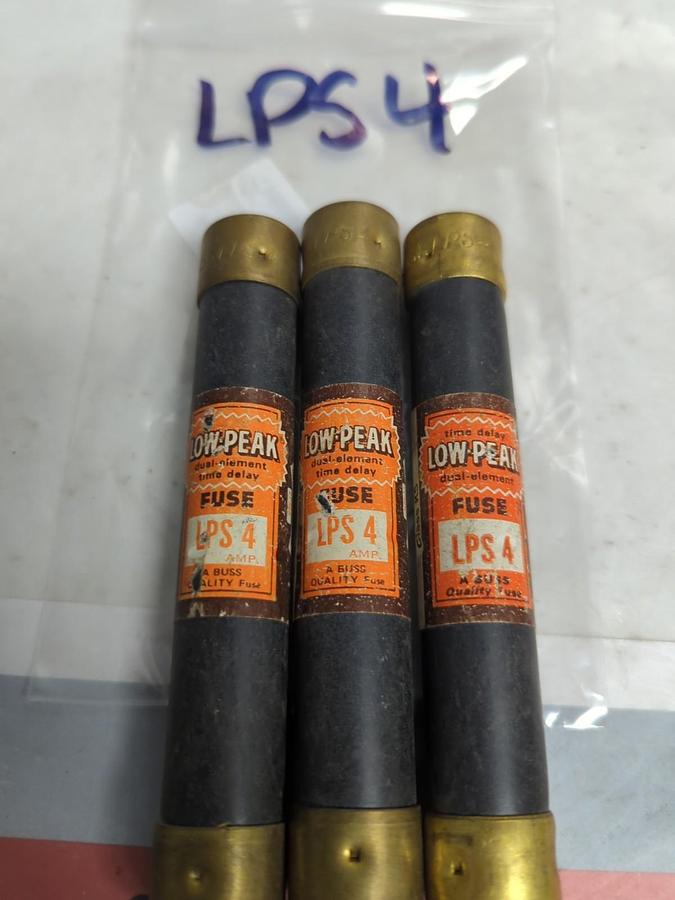 LPS 4
LPS-
LPS-
LOW-PEAK
dual-element
time delay
FUSE
LPS 4
AMP.
A BUSS
QUALITY Fuse
LOW-PEAK
dual-element
time delay
FUSE
LPS 4
AMP.
A BUSS
QUALITY Fuse
time delay
LOW-PEAK
dual-element
FUSE
LPS 4
A BUSS
Quality Fuse